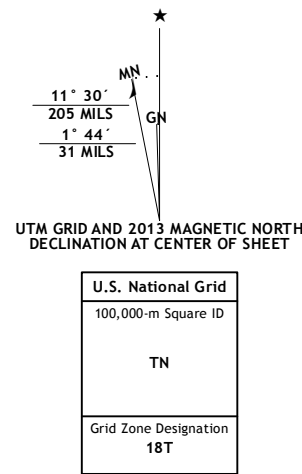 ★
MN
GN
11° 30´
205 MILS
1° 44´
31 MILS
UTM GRID AND 2013 MAGNETIC NORTH
DECLINATION AT CENTER OF SHEET
U.S. National Grid
100,000-m Square ID
TN
Grid Zone Designation
18T